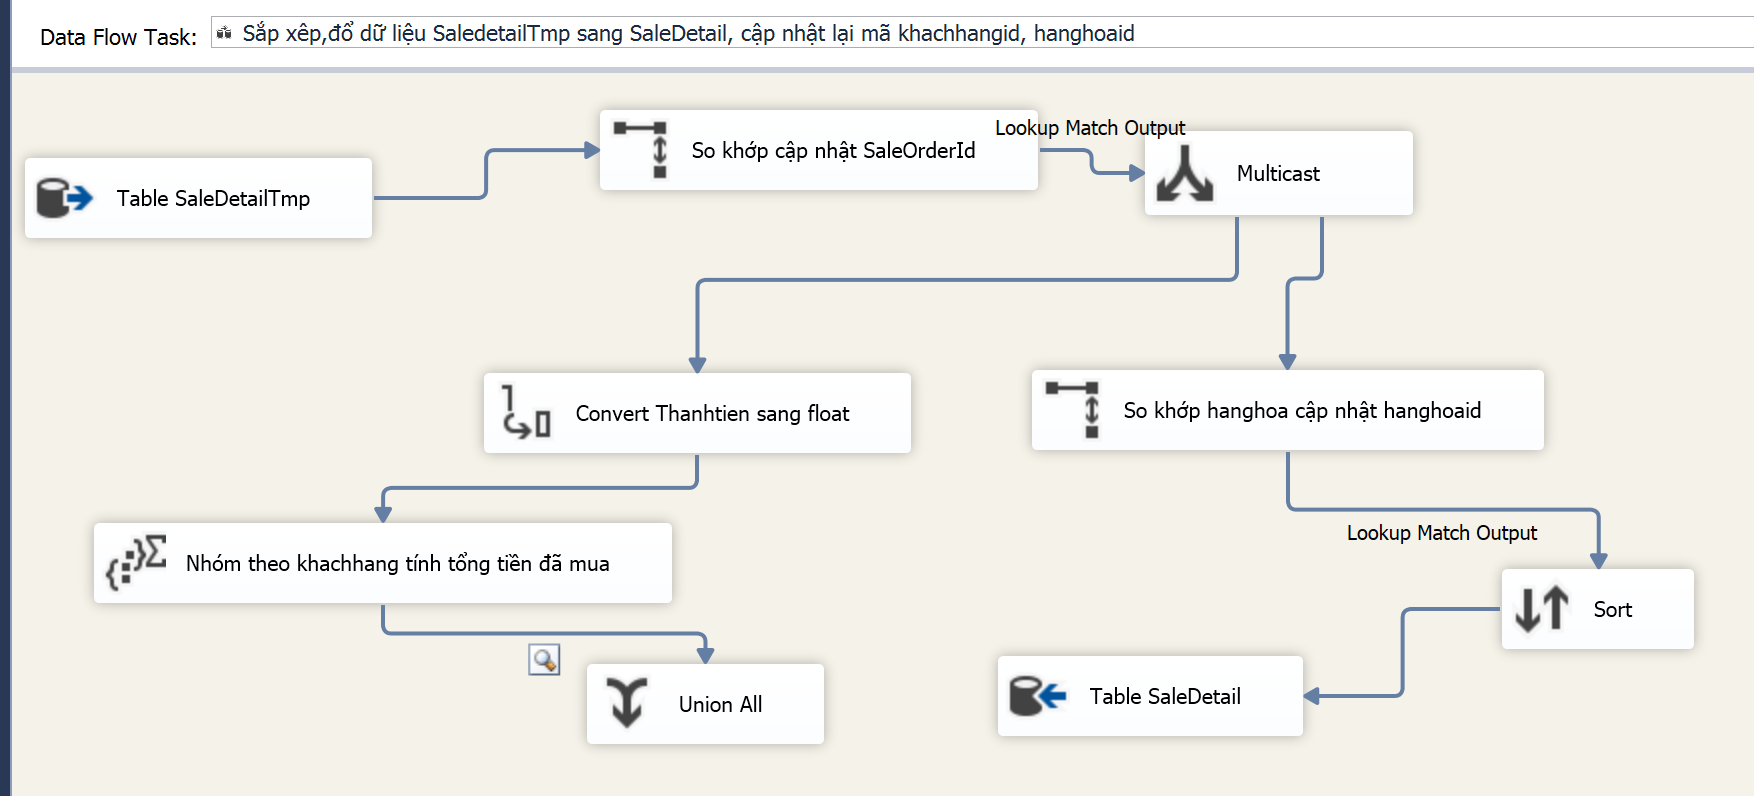 Data Flow Task: Sắp xêp,đổ dữ liệu SaledetailTmp sang SaleDetail, cập nhật lại mã khachhangid, hanghoaid
Lookup Match Output
So khớp cập nhật SaleOrderId
Multicast
Table SaleDetailTmp
Convert Thanhtien sang float
So khớp hanghoa cập nhật hanghoaid
Lookup Match Output
Nhóm theo khachhang tính tổng tiền đã mua
Sort
Union All
Table SaleDetail